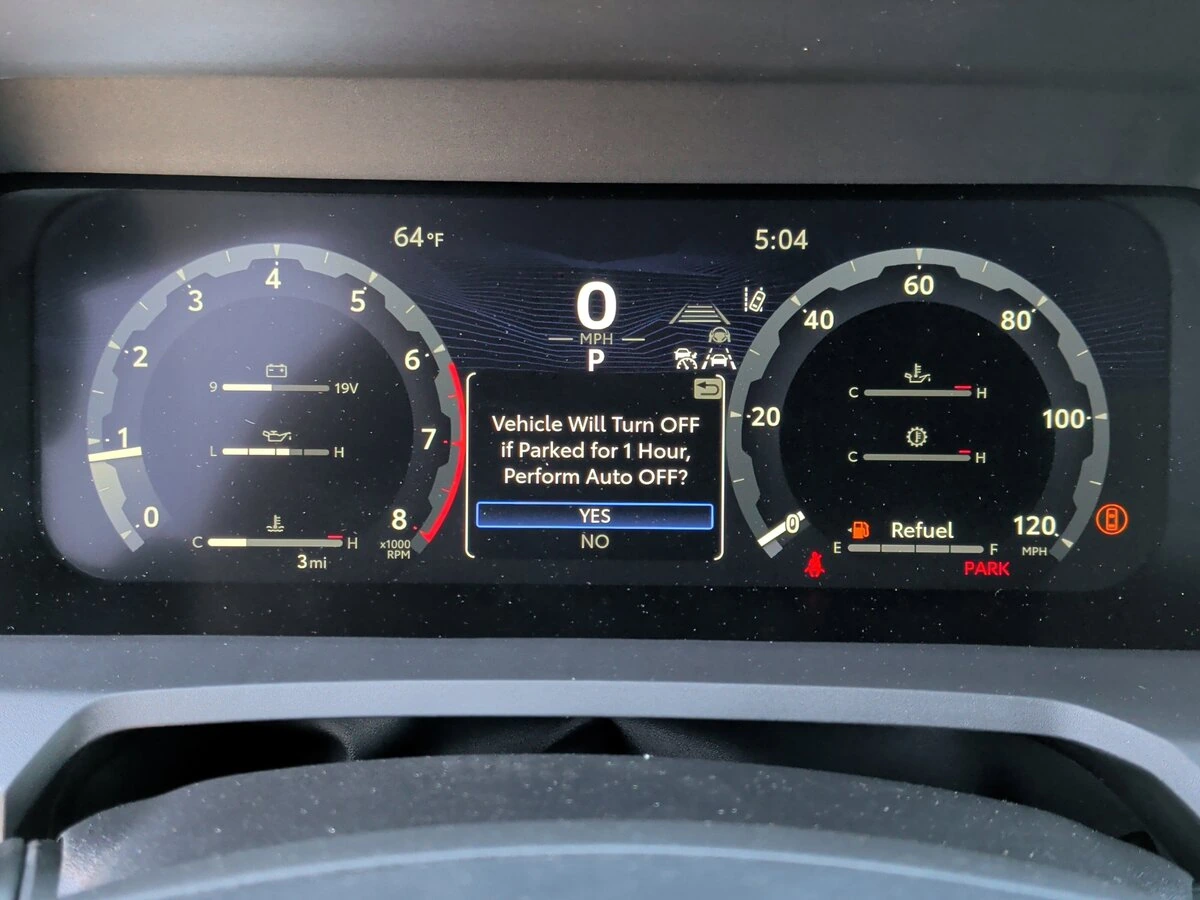 64°F
5:04
0
MPH
P
0
1
2
3
4
5
6
7
8
x1000
RPM
9
19V
L
H
C
H
3 mi
Vehicle Will Turn OFF
if Parked for 1 Hour,
Perform Auto OFF?
YES
NO
0
20
40
60
80
100
120
MPH
C
H
C
H
Refuel
E
F
PARK